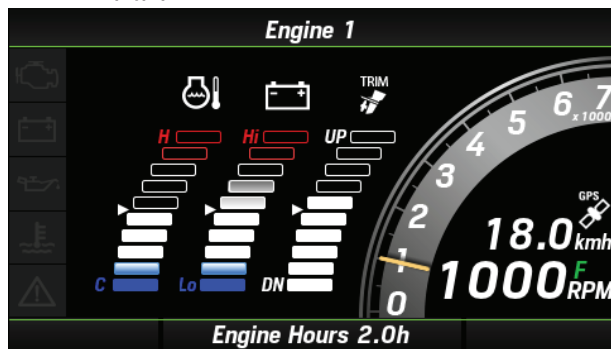 Engine 1
TRIM
H Hi UP
C Lo DN
0
1
2
3
4
5
6
7
x 1000
GPS
18.0 kmh
F
1000 RPM
Engine Hours 2.0h